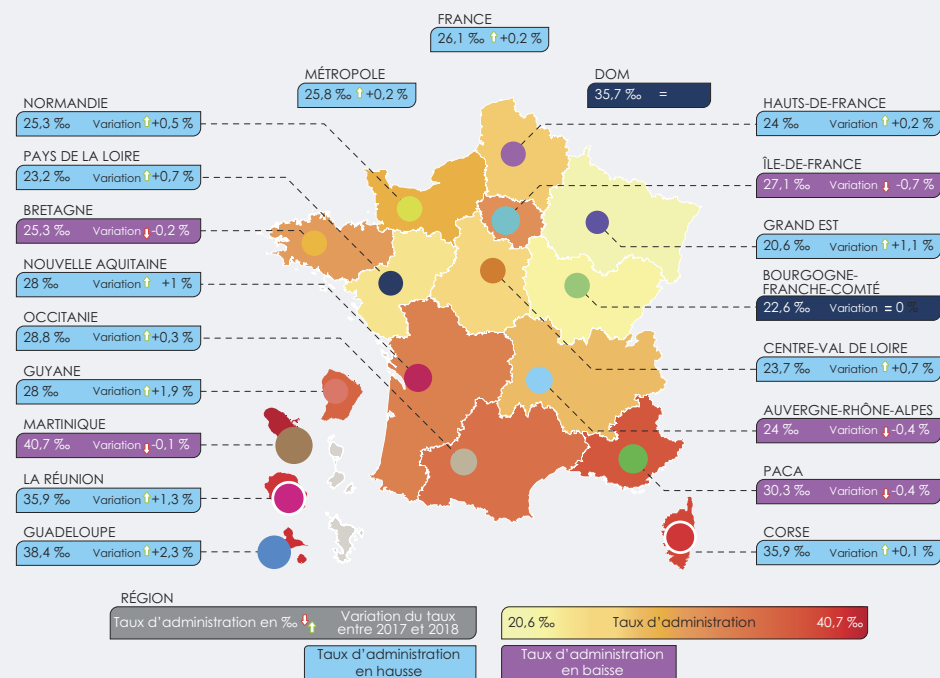 FRANCE
26,1 ‰ +0,2 %
MÉTROPOLE
25,8 ‰ +0,2 %
DOM
35,7 ‰ =
NORMANDIE
25,3 ‰ Variation +0,5 %
PAYS DE LA LOIRE
23,2 ‰ Variation +0,7 %
BRETAGNE
25,3 ‰ Variation -0,2 %
NOUVELLE AQUITAINE
28 ‰ Variation +1 %
OCCITANIE
28,8 ‰ Variation +0,3 %
GUYANE
28 ‰ Variation +1,9 %
MARTINIQUE
40,7 ‰ Variation -0,1 %
LA RÉUNION
35,9 ‰ Variation +1,3 %
GUADELOUPE
38,4 ‰ Variation +2,3 %
HAUTS-DE-FRANCE
24 ‰ Variation +0,2 %
ÎLE-DE-FRANCE
27,1 ‰ Variation -0,7 %
GRAND EST
20,6 ‰ Variation +1,1 %
BOURGOGNE-
FRANCHE-COMTÉ
22,6 ‰ Variation = 0 %
CENTRE-VAL DE LOIRE
23,7 ‰ Variation +0,7 %
AUVERGNE-RHÔNE-ALPES
24 ‰ Variation -0,4 %
PACA
30,3 ‰ Variation -0,4 %
CORSE
35,9 ‰ Variation +0,1 %
RÉGION
Taux d'administration en ‰ Variation du taux
entre 2017 et 2018
20,6 ‰ Taux d'administration 40,7 ‰
Taux d'administration
en hausse
Taux d'administration
en baisse